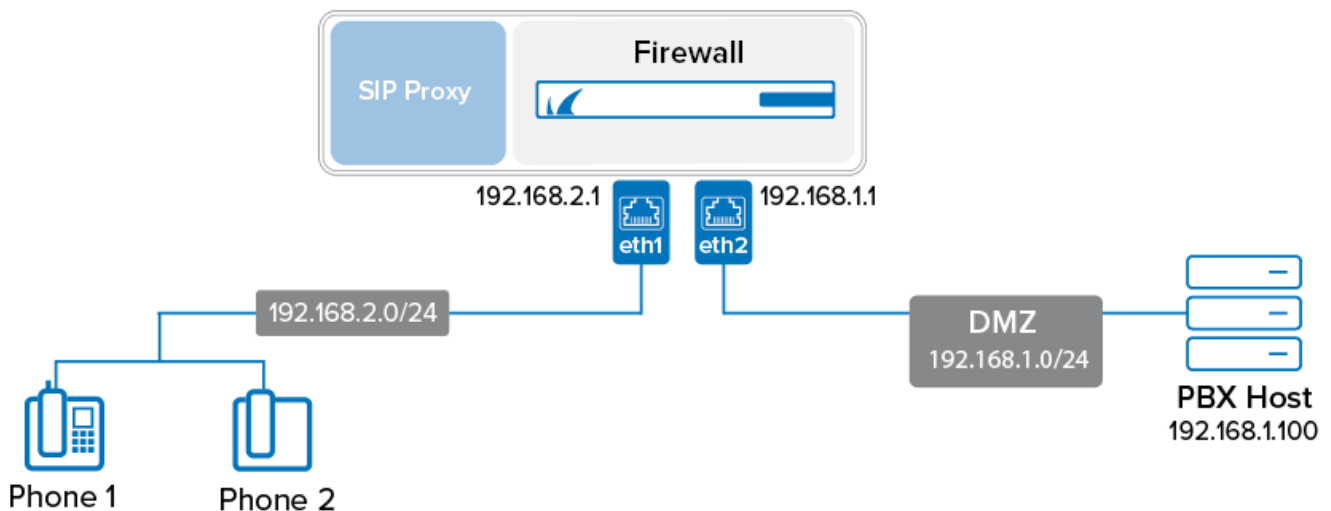 Firewall
SIP Proxy
192.168.2.1
192.168.1.1
eth1
eth2
192.168.2.0/24
DMZ
192.168.1.0/24
PBX Host
192.168.1.100
Phone 1
Phone 2